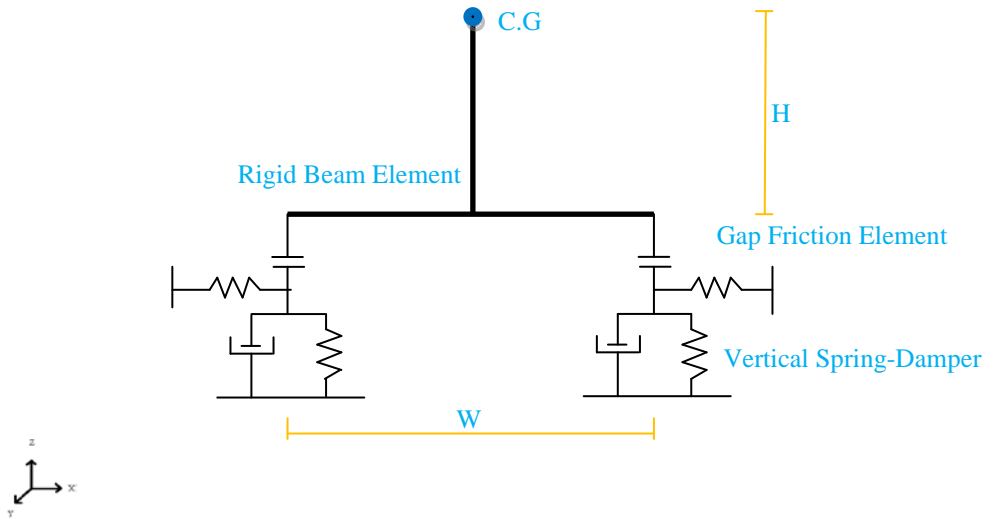 C.G
H
Rigid Beam Element
Gap Friction Element
Vertical Spring-Damper
W
z
x
y